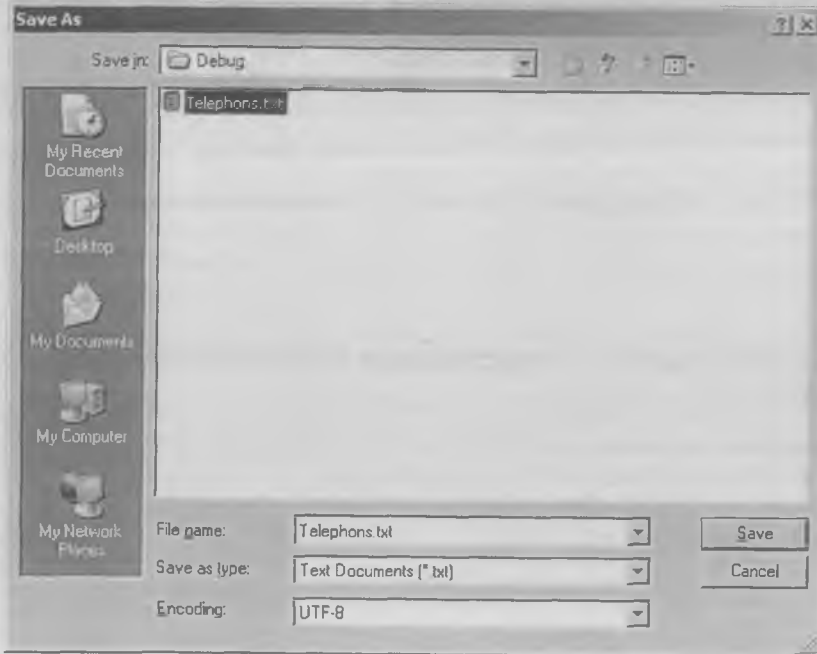 Save As
Save in: Debug
Telephons.txt
My Recent
Documents
Desktop
My Documents
My Computer
My Network
Places
File name: Telephons.txt Save
Save as type: Text Documents (*.txt) Cancel
Encoding: UTF-8